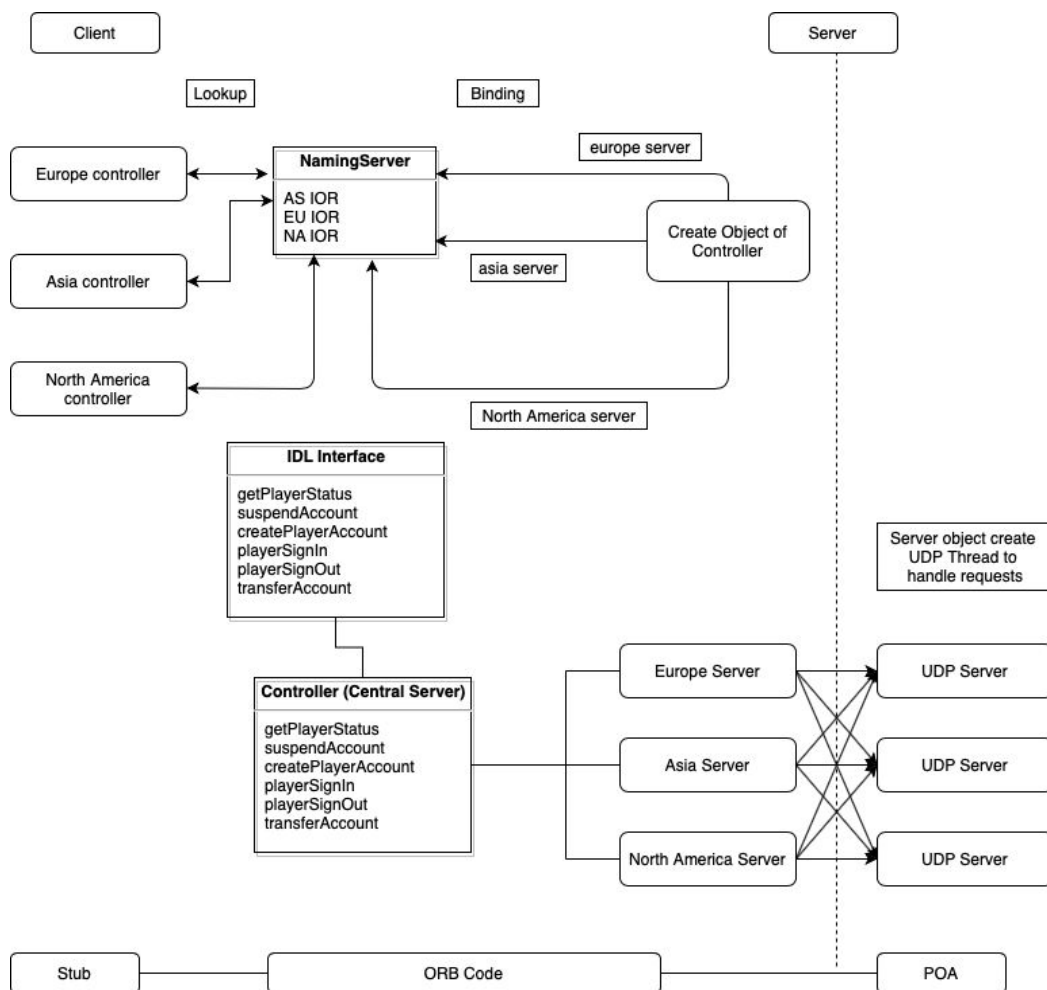 Client
Server
Lookup
Binding
europe server
Europe controller
NamingServer
AS IOR
EU IOR
NA IOR
Create Object of
Controller
asia server
Asia controller
North America
controller
North America server
IDL Interface
getPlayerStatus
suspendAccount
createPlayerAccount
playerSignIn
playerSignOut
transferAccount
Server object create
UDP Thread to
handle requests
Europe Server
UDP Server
Controller (Central Server)
getPlayerStatus
suspendAccount
createPlayerAccount
playerSignIn
playerSignOut
transferAccount
Asia Server
UDP Server
North America Server
UDP Server
Stub
ORB Code
POA